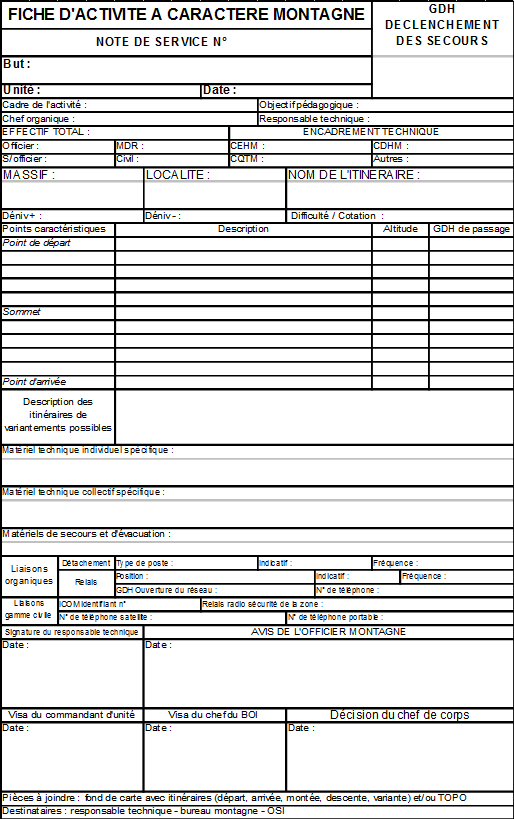 FICHE D'ACTIVITE A CARACTERE MONTAGNE
GDH
DECLENCHEMENT
DES SECOURS
NOTE DE SERVICE N°
But :
Unité : Date :
Cadre de l'activité : Objectif pédagogique :
Chef organique : Responsable technique :
EFFECTIF TOTAL : ENCADREMENT TECHNIQUE
Officier : MDR : CEHM : CDHM :
S/officier : Civil : CQTM : Autres :
MASSIF : LOCALITE : NOM DE L'ITINERAIRE :
Déniv+ : Déniv- : Difficulté / Cotation :
Points caractéristiques Description Altitude GDH de passage
Point de départ
Sommet
Point d'arrivée
Description des
itinéraires de
variantements possibles
Matériel technique individuel spécifique :
Matériel technique collectif spécifique :
Matériels de secours et d'évacuation :
Liaisons
organiques
Détachement Type de poste : Indicatif : Fréquence :
Relais Position : Indicatif : Fréquence :
GDH Ouverture du réseau : N° de téléphone :
Liaisons
gamme civile
ICOM Identifiant n° Relais radio sécurité de la zone :
N° de téléphone satellite : N° de téléphone portable :
Signature du responsable technique AVIS DE L'OFFICIER MONTAGNE
Date : Date :
Visa du commandant d'unité Visa du chef du BOI Décision du chef de corps
Date : Date : Date :
Pièces à joindre : fond de carte avec itinéraires (départ, arrivée, montée, descente, variante) et/ou TOPO
Destinataires : responsable technique - bureau montagne - OSI